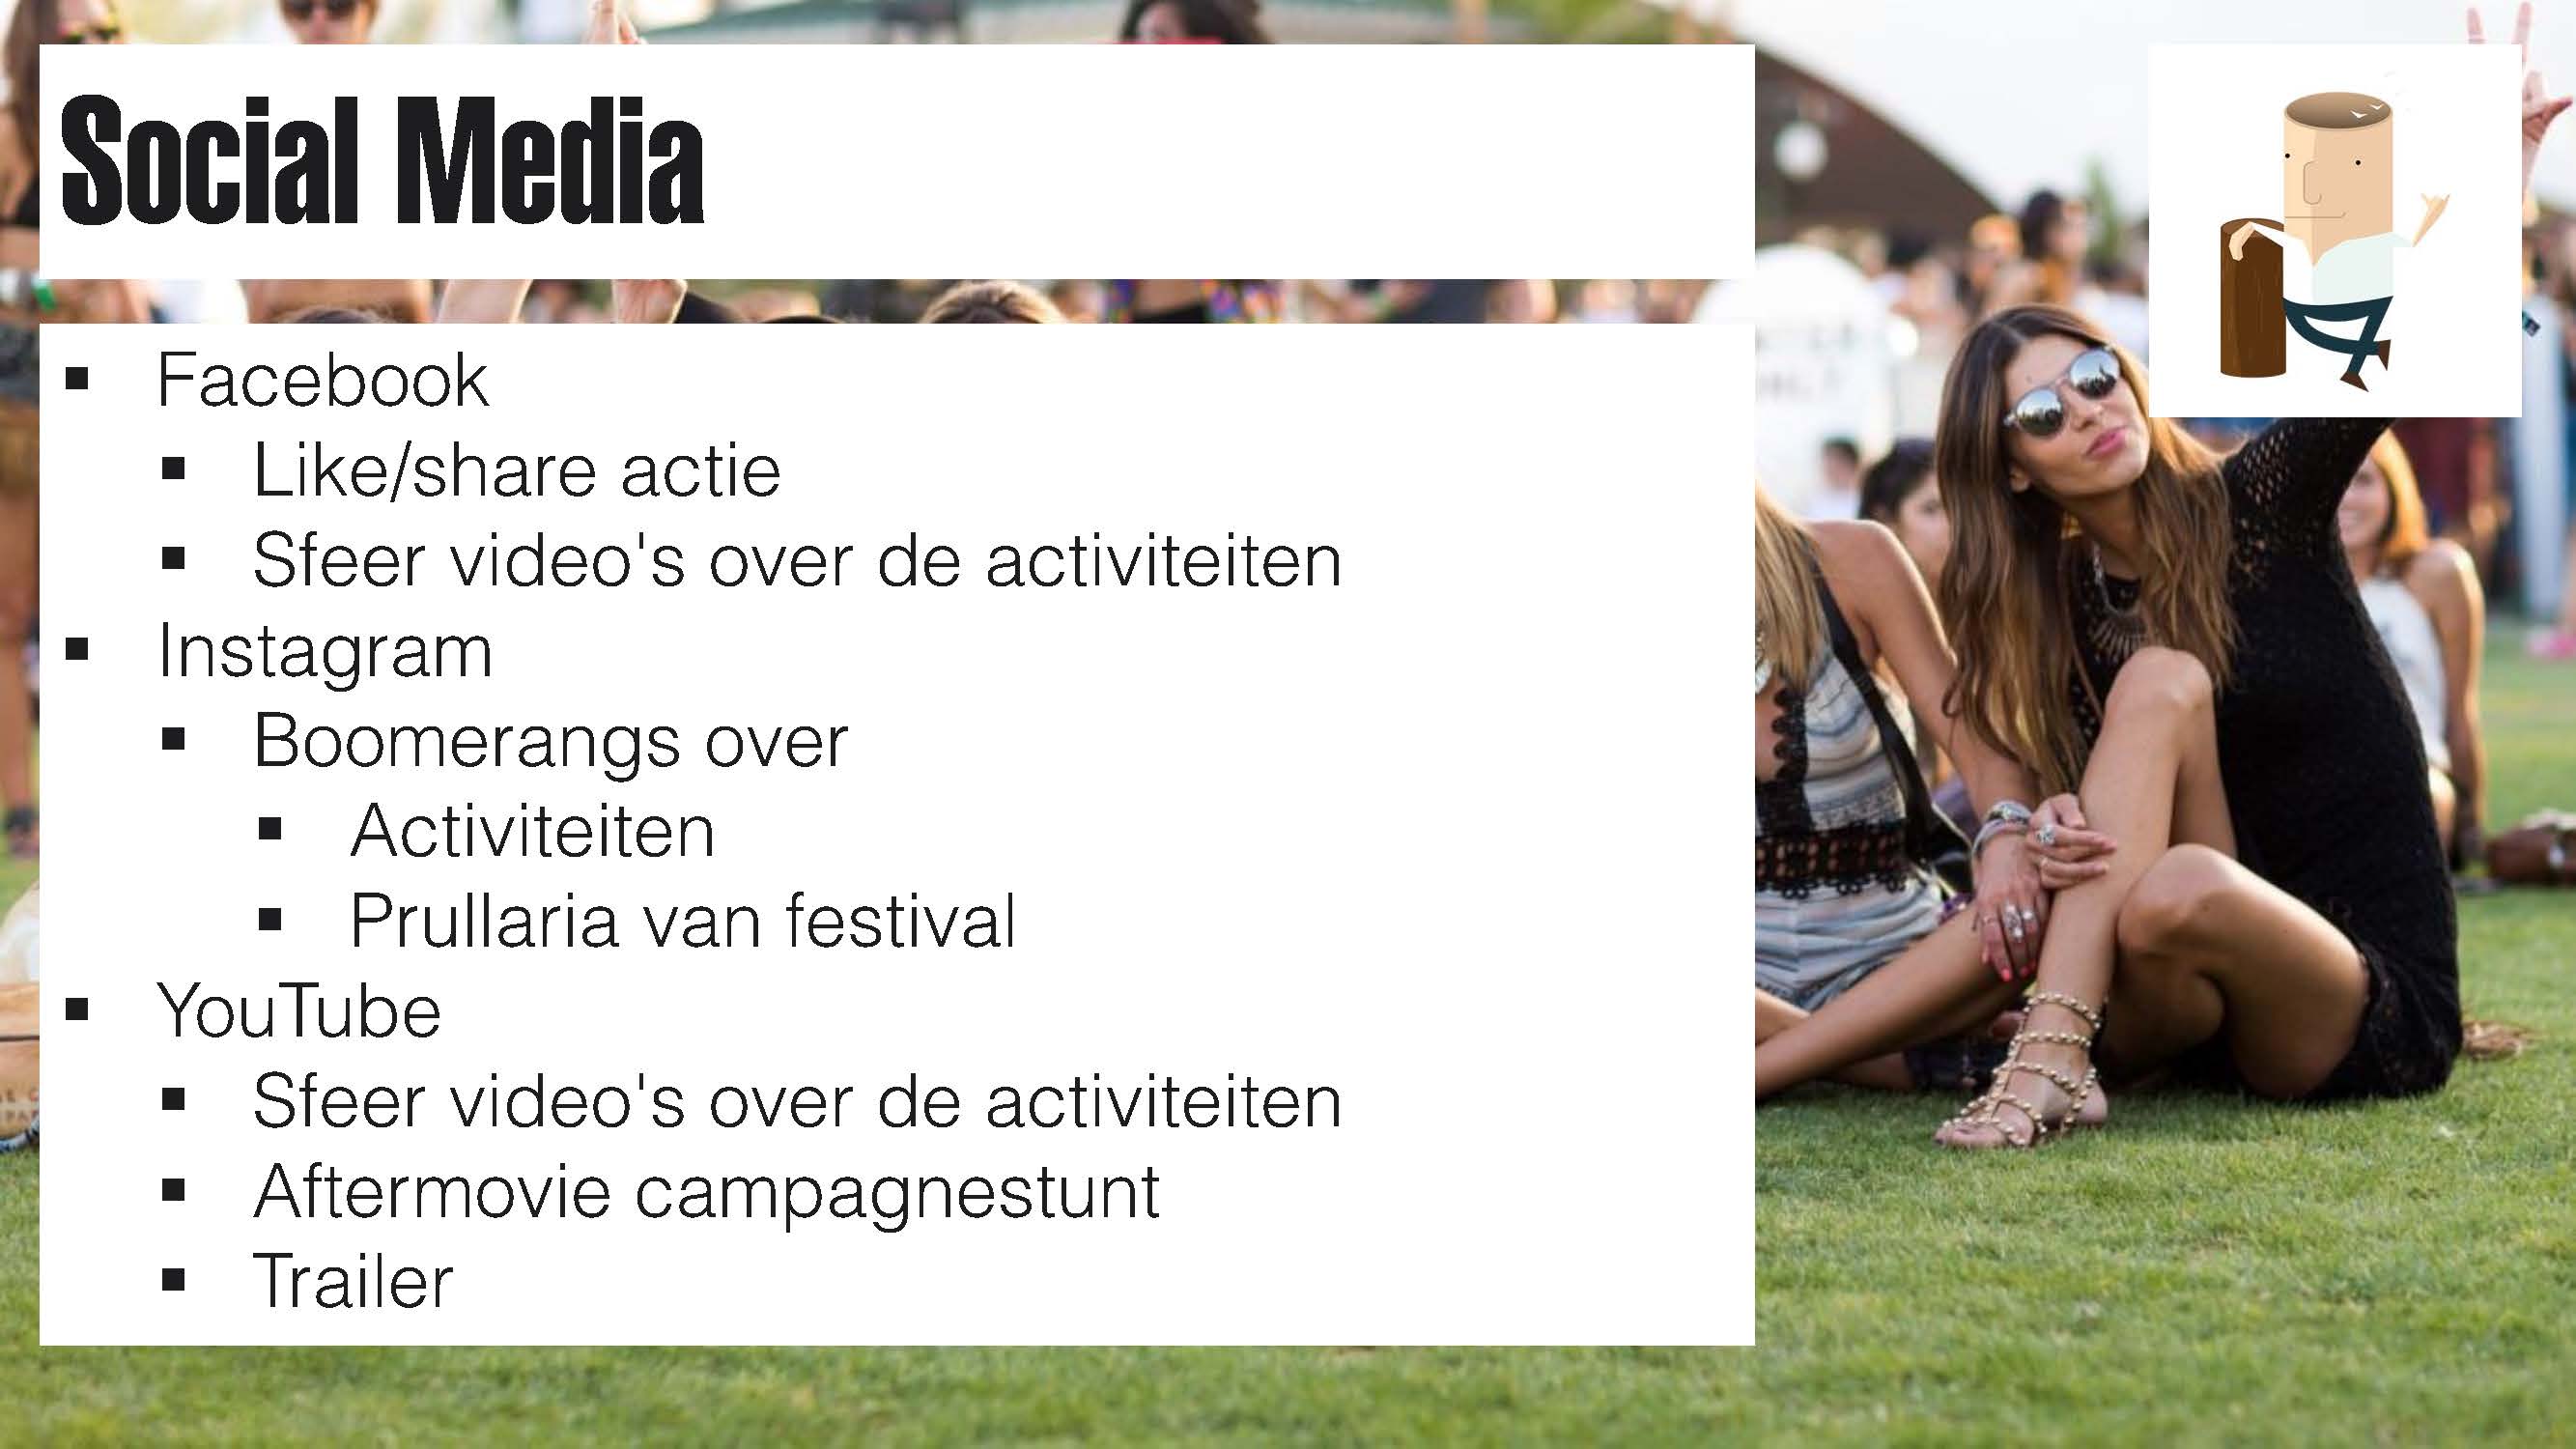 Social Media
Facebook
Like/share actie
Sfeer video's over de activiteiten
Instagram
Boomerangs over
Activiteiten
Prullaria van festival
YouTube
Sfeer video's over de activiteiten
Aftermovie campagnestunt
Trailer